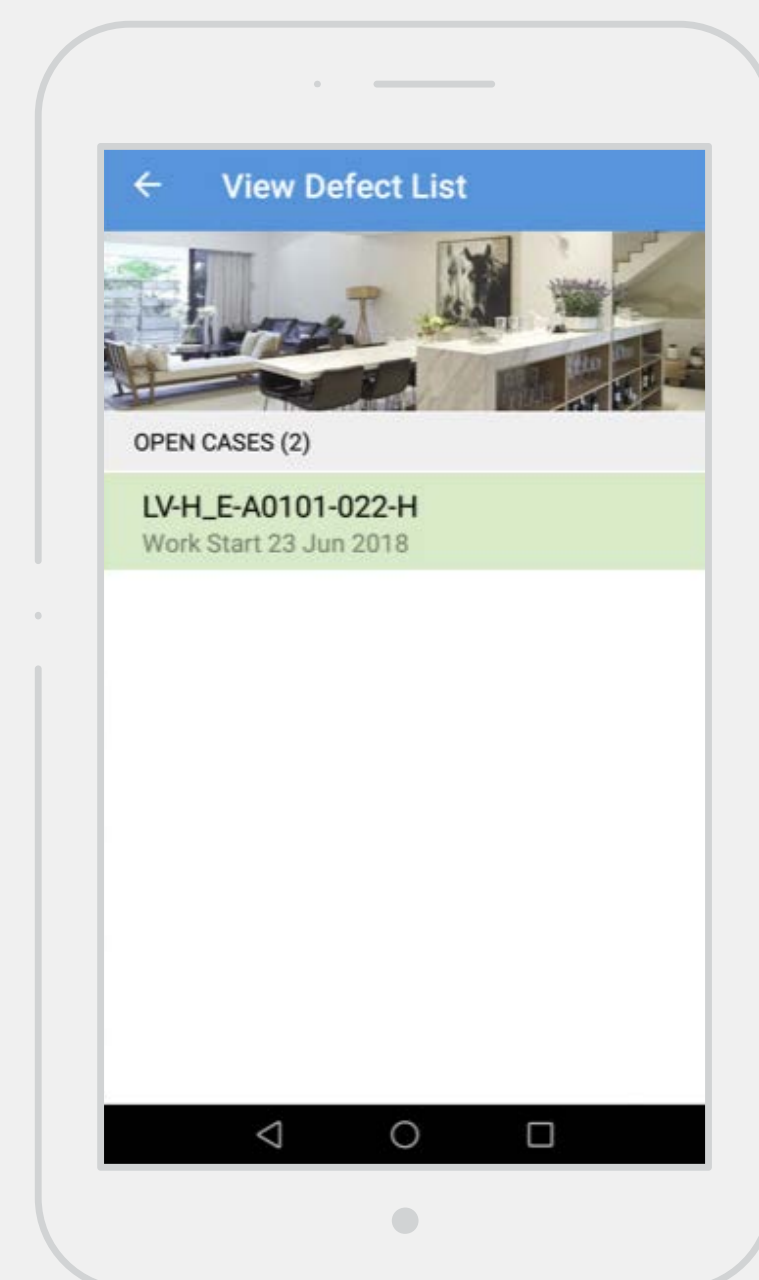 View Defect List
OPEN CASES (2)
LV-H_E-A0101-022-H
Work Start 23 Jun 2018